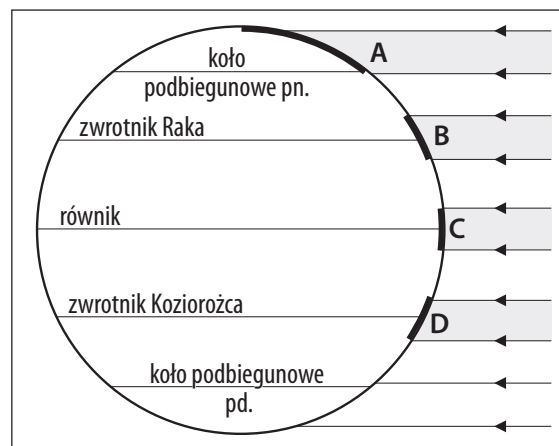 koło
podbiegunowe pn.
A
zwrotnik Raka
B
równik
C
zwrotnik Koziorożca
D
koło podbiegunowe
pd.